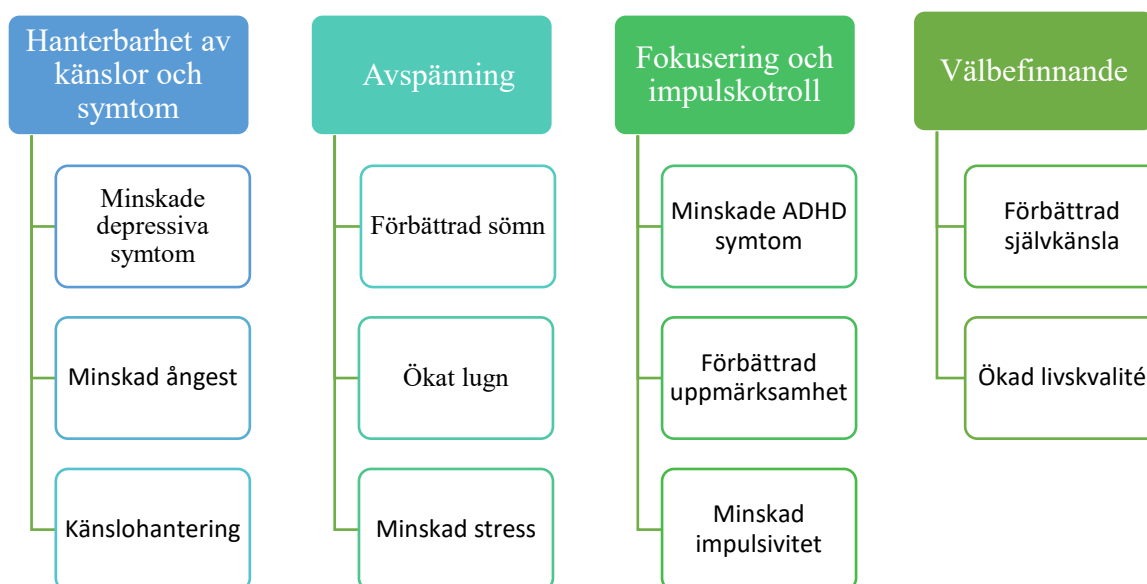 Hanterbarhet av
känslor och
symtom
Minskade
depressiva
symtom
Minskad ångest
Känslohantering
Avspänning
Förbättrad sömn
Ökat lugn
Minskad stress
Fokusering och
impulskotroll
Minskade ADHD
symtom
Förbättrad
uppmärksamhet
Minskad
impulsivitet
Välbefinnande
Förbättrad
självkänsla
Ökad livskvalité